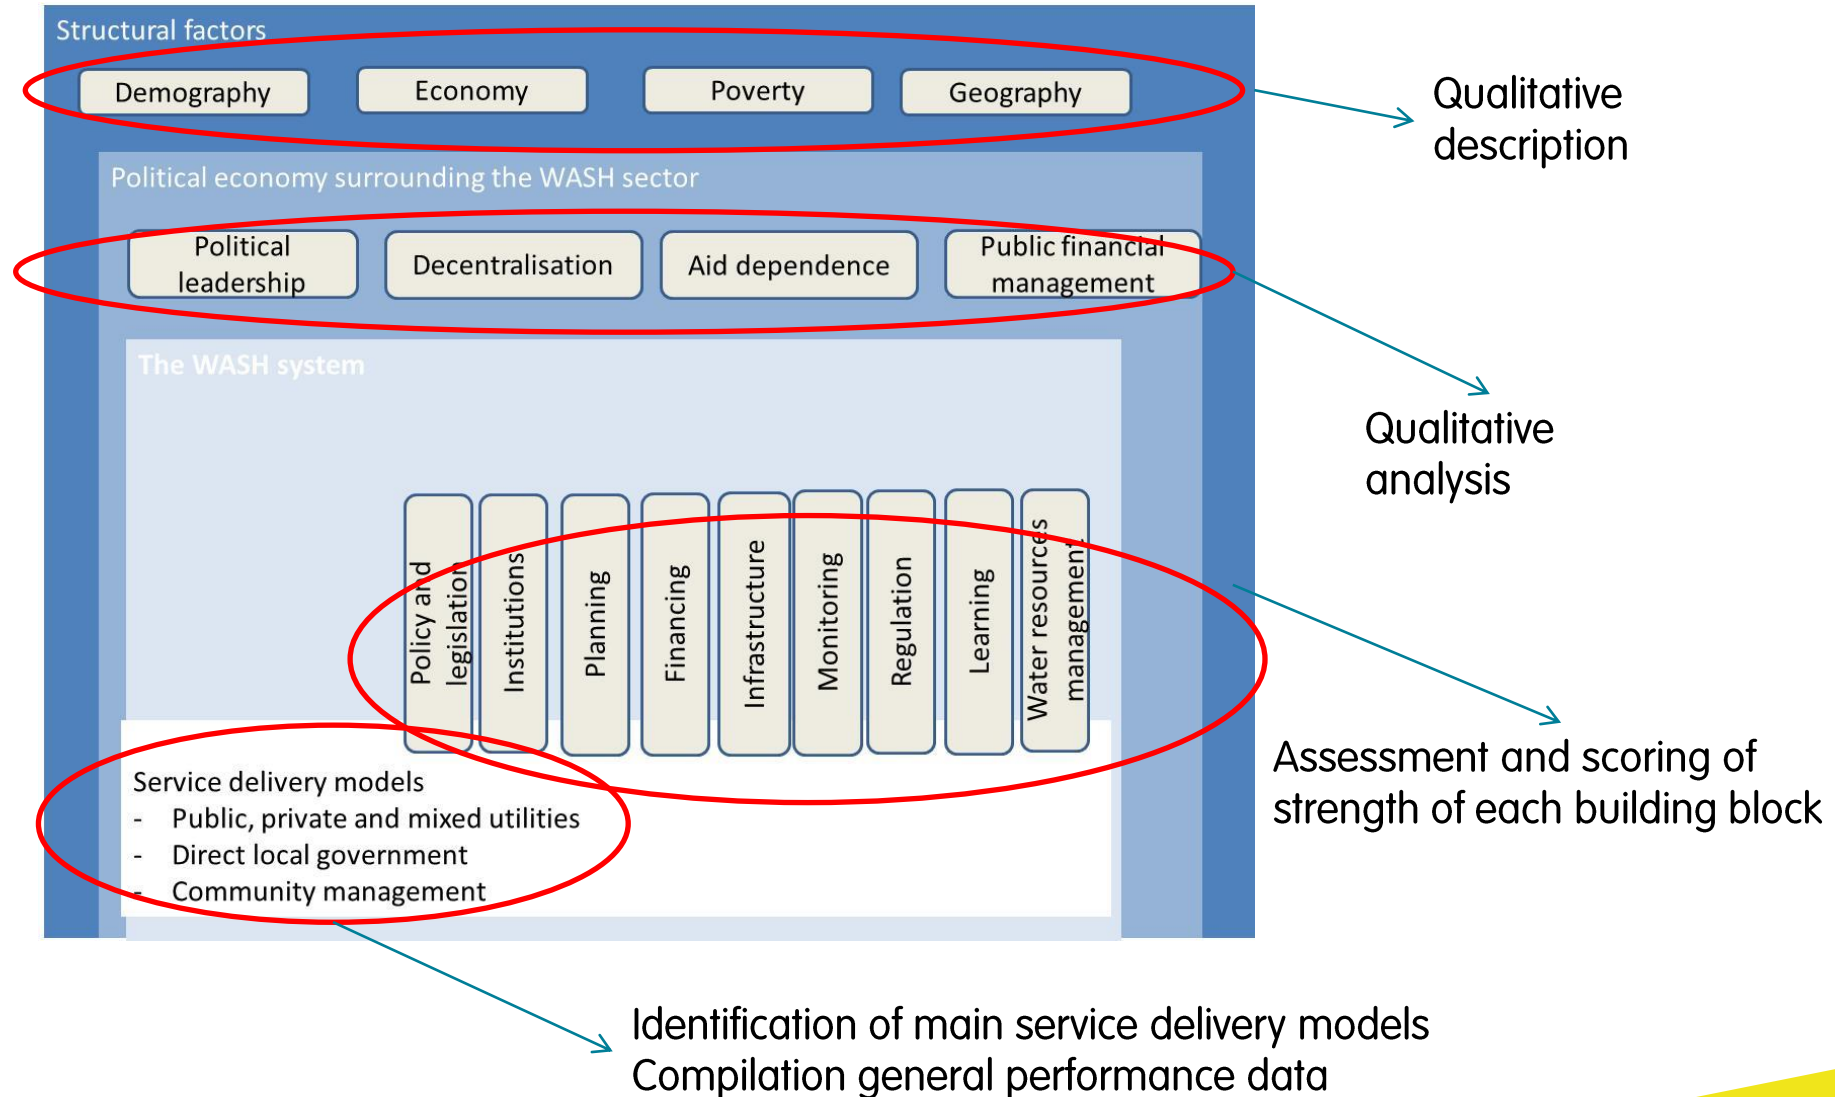 Structural factors
Demography
Economy
Poverty
Geography
Qualitative
description
Political economy surrounding the WASH sector
Political
leadership
Decentralisation
Aid dependence
Public financial
management
Qualitative
analysis
The WASH system
Policy and
legislation
Institutions
Planning
Financing
Infrastructure
Monitoring
Regulation
Learning
Water resources
management
Assessment and scoring of
strength of each building block
Service delivery models
- Public, private and mixed utilities
- Direct local government
- Community management
Identification of main service delivery models
Compilation general performance data